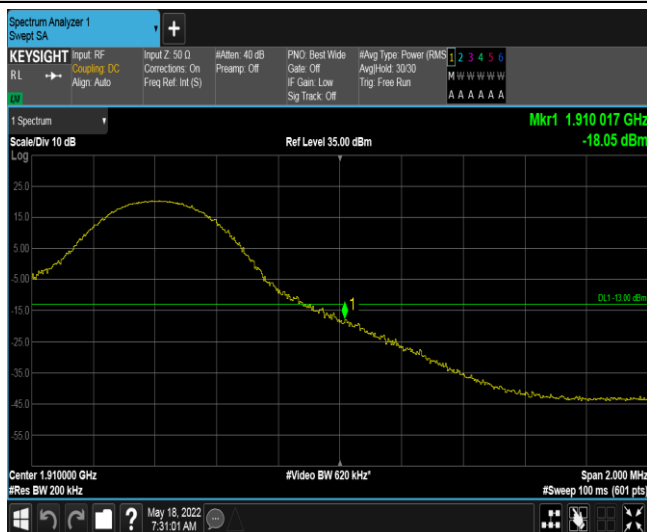 Spectrum Analyzer 1
Swept SA
+
KEYSIGHT
RL
Input: RF
Coupling: DC
Align: Auto
Input Z: 50 Ω
Corrections: On
Freq Ref: Int (S)
#Atten: 40 dB
Preamp: Off
PNO: Best Wide
Gate: Off
IF Gain: Low
Sig Track: Off
#Avg Type: Power (RMS
Avg|Hold: 30/30
Trig: Free Run
1 2 3 4 5 6
M W W W W W
A A A A A A
1 Spectrum
Mkr1 1.910 017 GHz
Scale/Div 10 dB
Ref Level 35.00 dBm
-18.05 dBm
Log
25.0
15.0
5.00
-5.00
DL1 -13.00 dBm
1
-15.0
-25.0
-35.0
-45.0
-55.0
Center 1.910000 GHz
#Video BW 620 kHz*
Span 2.000 MHz
#Res BW 200 kHz
#Sweep 100 ms (601 pts)
?
May 18, 2022
7:31:01 AM